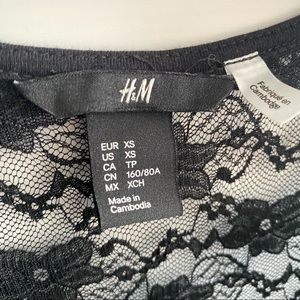 H&M
EUR XS
US XS
CA TP
CN 160/80A
MX XCH
Made in
Cambodia
Fabriqué en
Cambodge